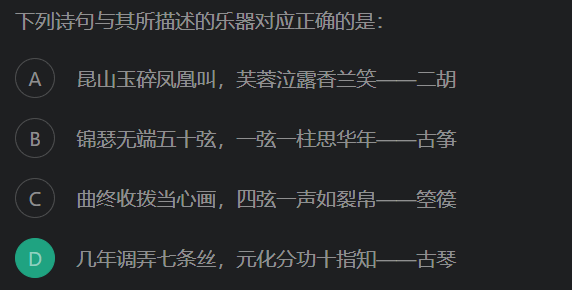 下列诗句与其所描述的乐器对应正确的是：
A 昆山玉碎凤凰叫，芙蓉泣露香兰笑——二胡
B 锦瑟无端五十弦，一弦一柱思华年——古筝
C 曲终收拨当心画，四弦一声如裂帛——箜篌
D 几年调弄七条丝，元化分功十指知——古琴